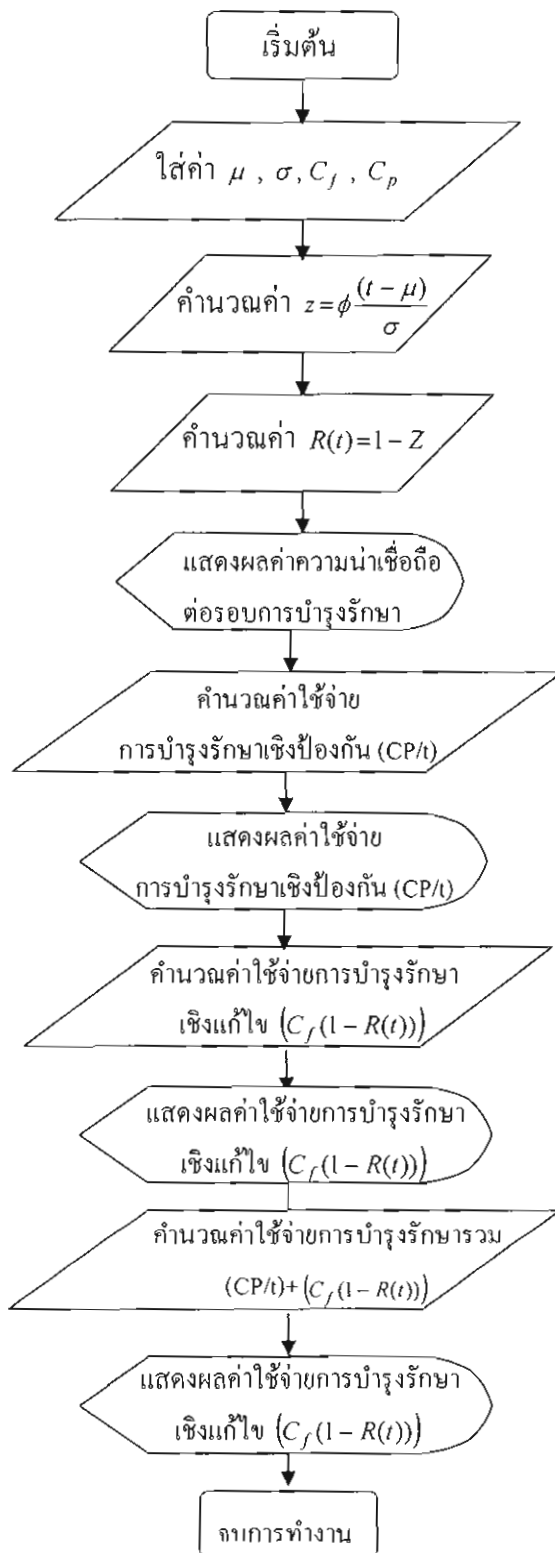 เริ่มต้น
ใส่ค่า μ , σ, C_f , C_p
คำนวณค่า z = ϕ (t − μ) / σ
คำนวณค่า R(t) = 1 − Z
แสดงผลค่าความน่าเชื่อถือ
ต่อรอบการบำรุงรักษา
คำนวณค่าใช้จ่าย
การบำรุงรักษาเชิงป้องกัน (CP/t)
แสดงผลค่าใช้จ่าย
การบำรุงรักษาเชิงป้องกัน (CP/t)
คำนวณค่าใช้จ่ายการบำรุงรักษา
เชิงแก้ไข (C_f (1 − R(t)))
แสดงผลค่าใช้จ่ายการบำรุงรักษา
เชิงแก้ไข (C_f (1 − R(t)))
คำนวณค่าใช้จ่ายการบำรุงรักษารวม
(CP/t)+ (C_f (1 − R(t)))
แสดงผลค่าใช้จ่ายการบำรุงรักษา
เชิงแก้ไข (C_f (1 − R(t)))
จบการทำงาน